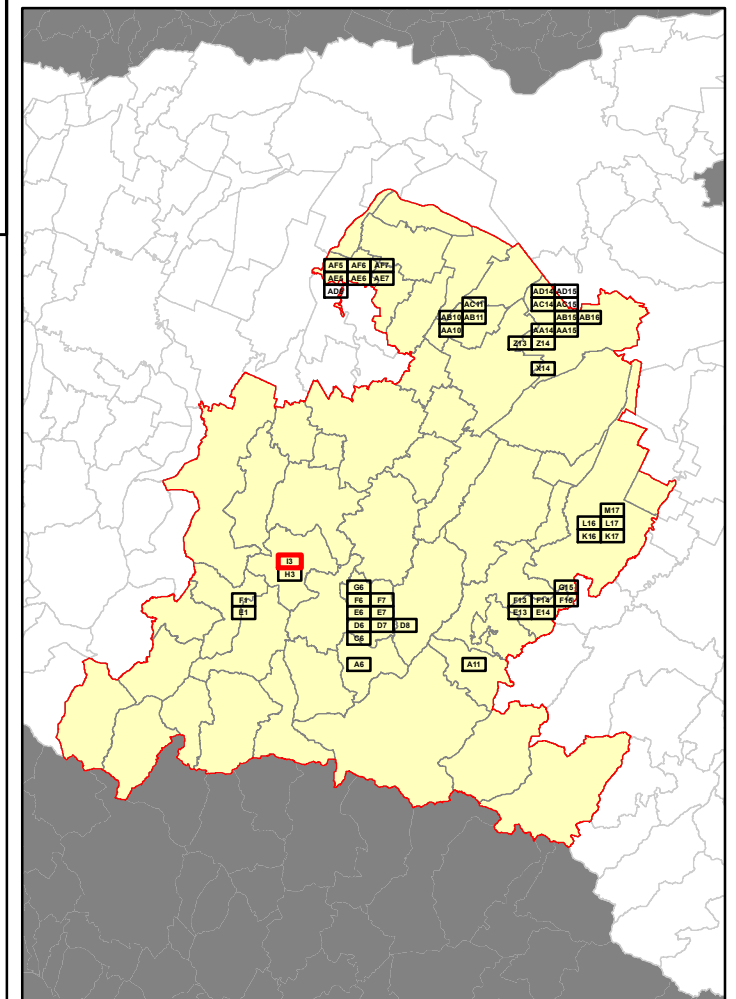 AF5 AF6 AF7
AE5 AE6 AE7
AD14 AD15
AC11 AC14 AC15
AB10 AB11 AB15 AB16
AA10 AA14 AA15
Z13 Z14
X14
M17
L16 L17
K16 K17
I3
H3
G6 G15
F1 F6 F7 F13 F14
E1 E6 E7 E13 E14
D6 D7 D8
C6
A6 A11